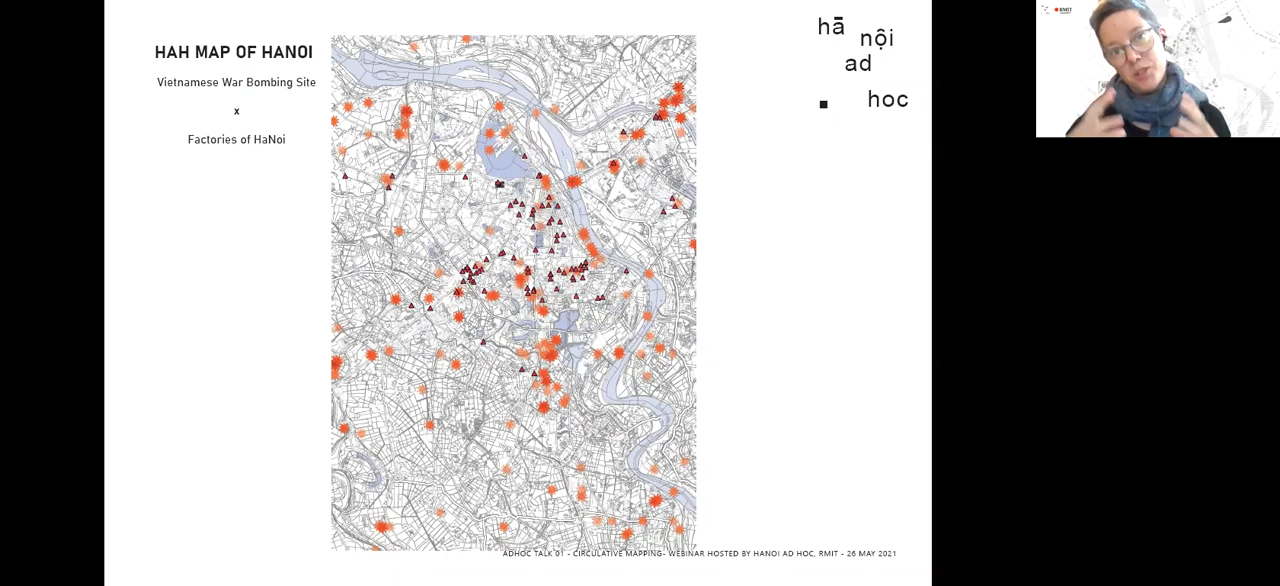 HAH MAP OF HANOI
Vietnamese War Bombing Site
x
Factories of HaNoi
hā
nội
ad
hoc
RMIT
ADHOC TALK 01 - CIRCULATIVE MAPPING- WEBINAR HOSTED BY HANOI AD HOC, RMIT - 26 MAY 2021